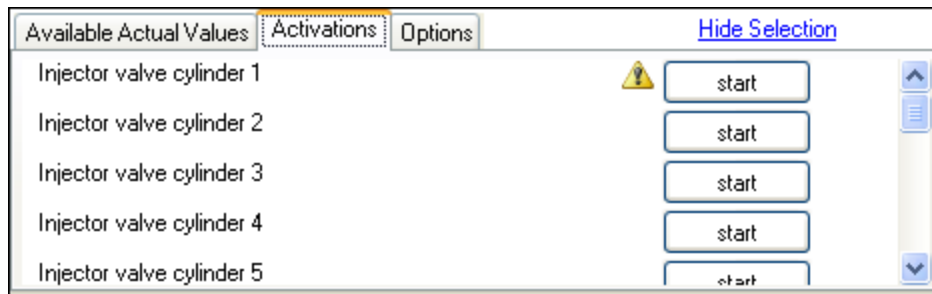 Available Actual Values Activations Options Hide Selection
Injector valve cylinder 1 start
Injector valve cylinder 2 start
Injector valve cylinder 3 start
Injector valve cylinder 4 start
Injector valve cylinder 5 start